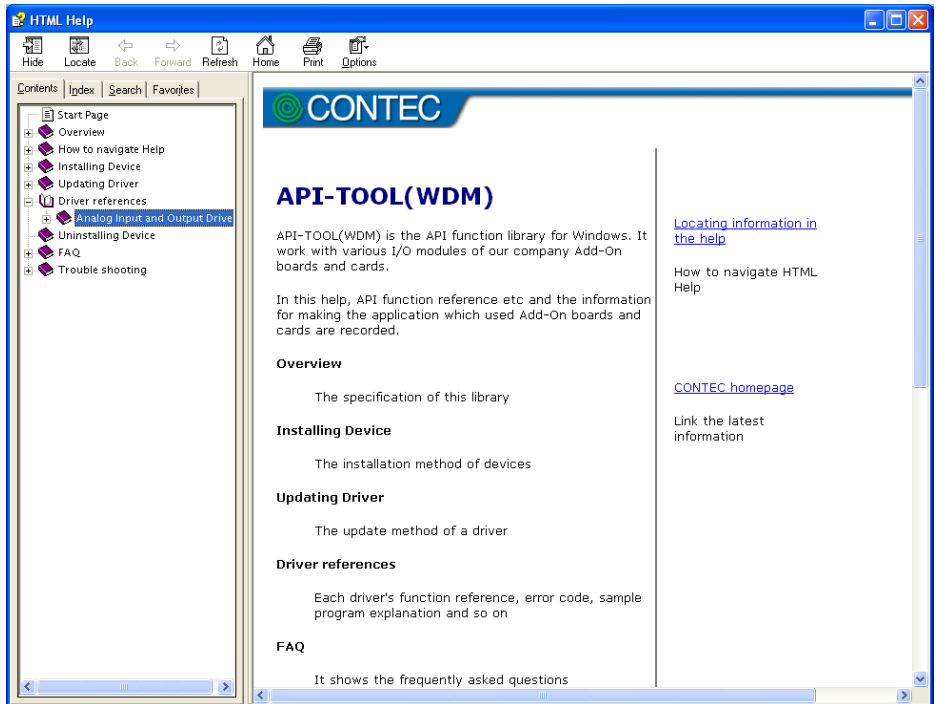 HTML Help
Hide Locate Back Forward Refresh Home Print Options
Contents Index Search Favorites
Start Page
Overview
How to navigate Help
Installing Device
Updating Driver
Driver references
Analog Input and Output Drive
Uninstalling Device
FAQ
Trouble shooting
CONTEC
API-TOOL(WDM)
API-TOOL(WDM) is the API function library for Windows. It
work with various I/O modules of our company Add-On
boards and cards.
In this help, API function reference etc and the information
for making the application which used Add-On boards and
cards are recorded.
Overview
The specification of this library
Installing Device
The installation method of devices
Updating Driver
The update method of a driver
Driver references
Each driver's function reference, error code, sample
program explanation and so on
FAQ
It shows the frequently asked questions
Locating information in
the help
How to navigate HTML
Help
CONTEC homepage
Link the latest
information